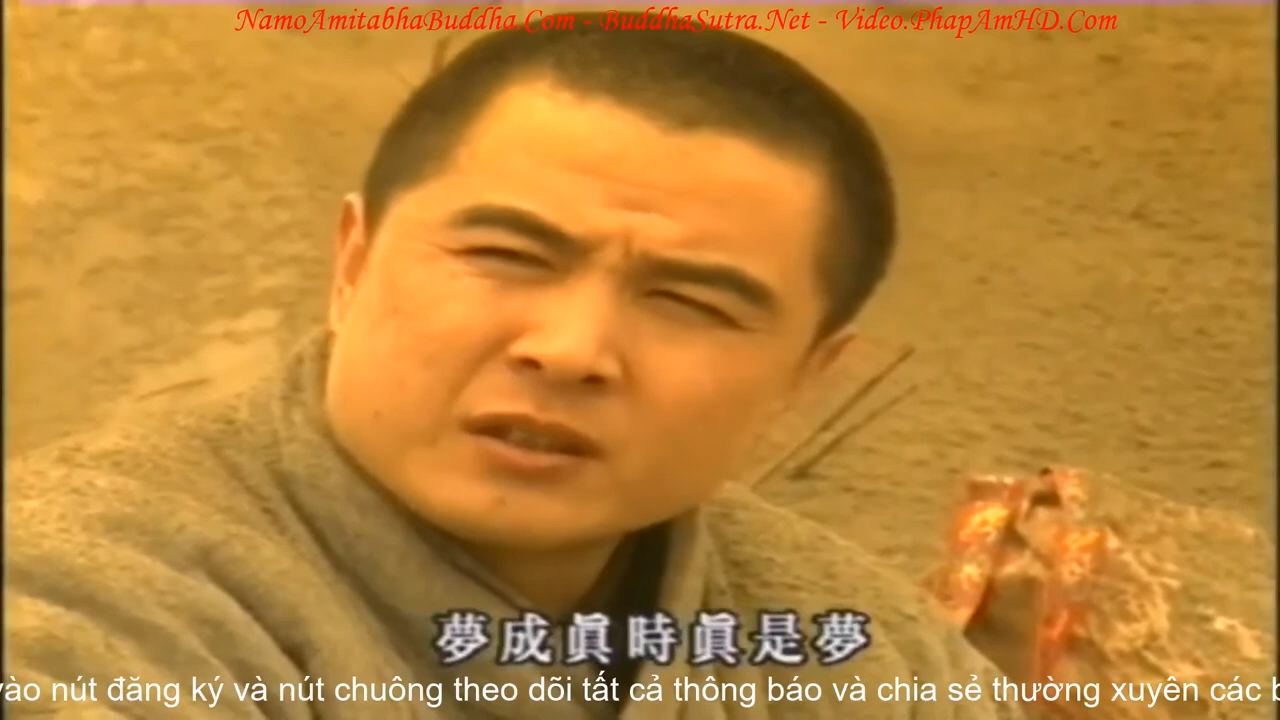 NamoAmitabhaBuddha.Com - BuddhaSutra.Net - Video.PhapAmHD.Com
夢成眞時眞是夢
vào nút đăng ký và nút chuông theo dõi tất cả thông báo và chia sẻ thường xuyên các b